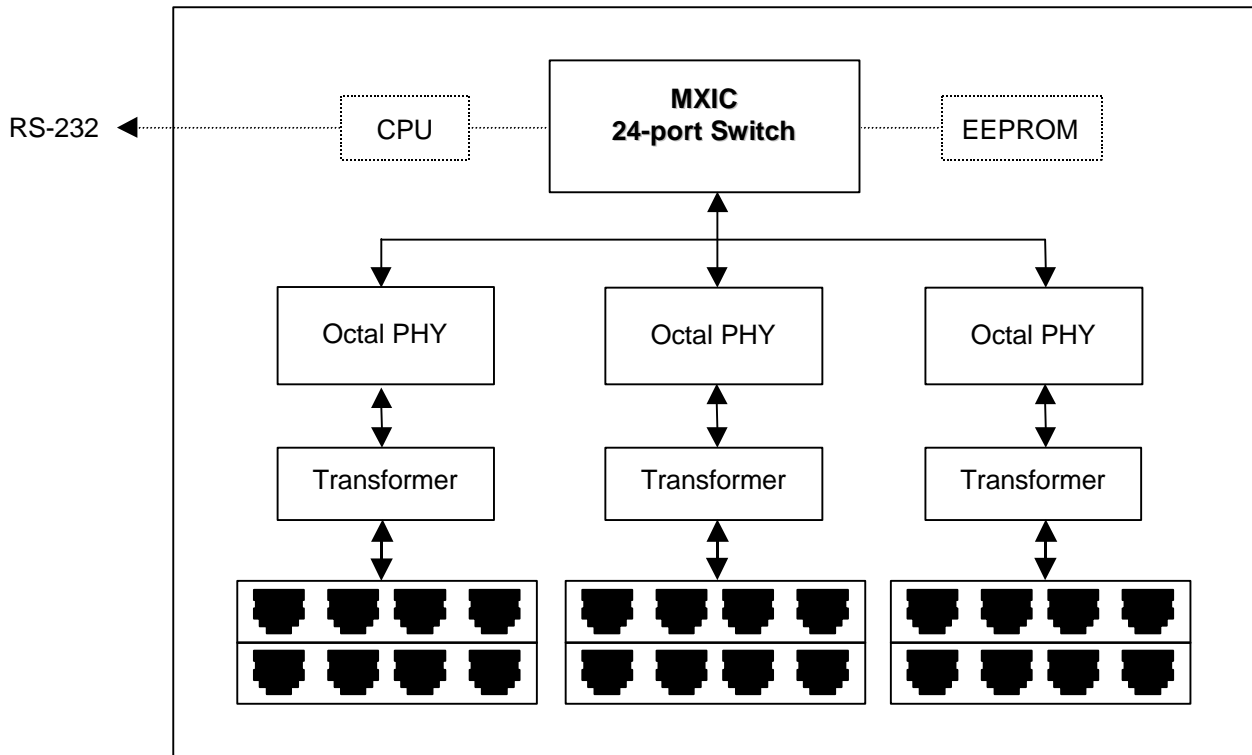 MXIC
24-port Switch
RS-232
CPU
EEPROM
Octal PHY
Octal PHY
Octal PHY
Transformer
Transformer
Transformer